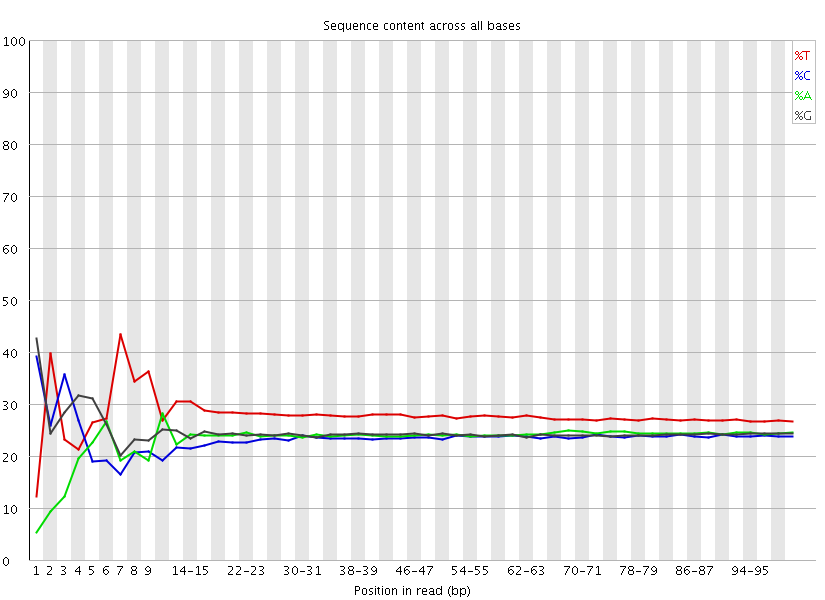 Sequence content across all bases
100
90
80
70
60
50
40
30
20
10
0
%T
%C
%A
%G
1 2 3 4 5 6 7 8 9 14-15 22-23 30-31 38-39 46-47 54-55 62-63 70-71 78-79 86-87 94-95
Position in read (bp)